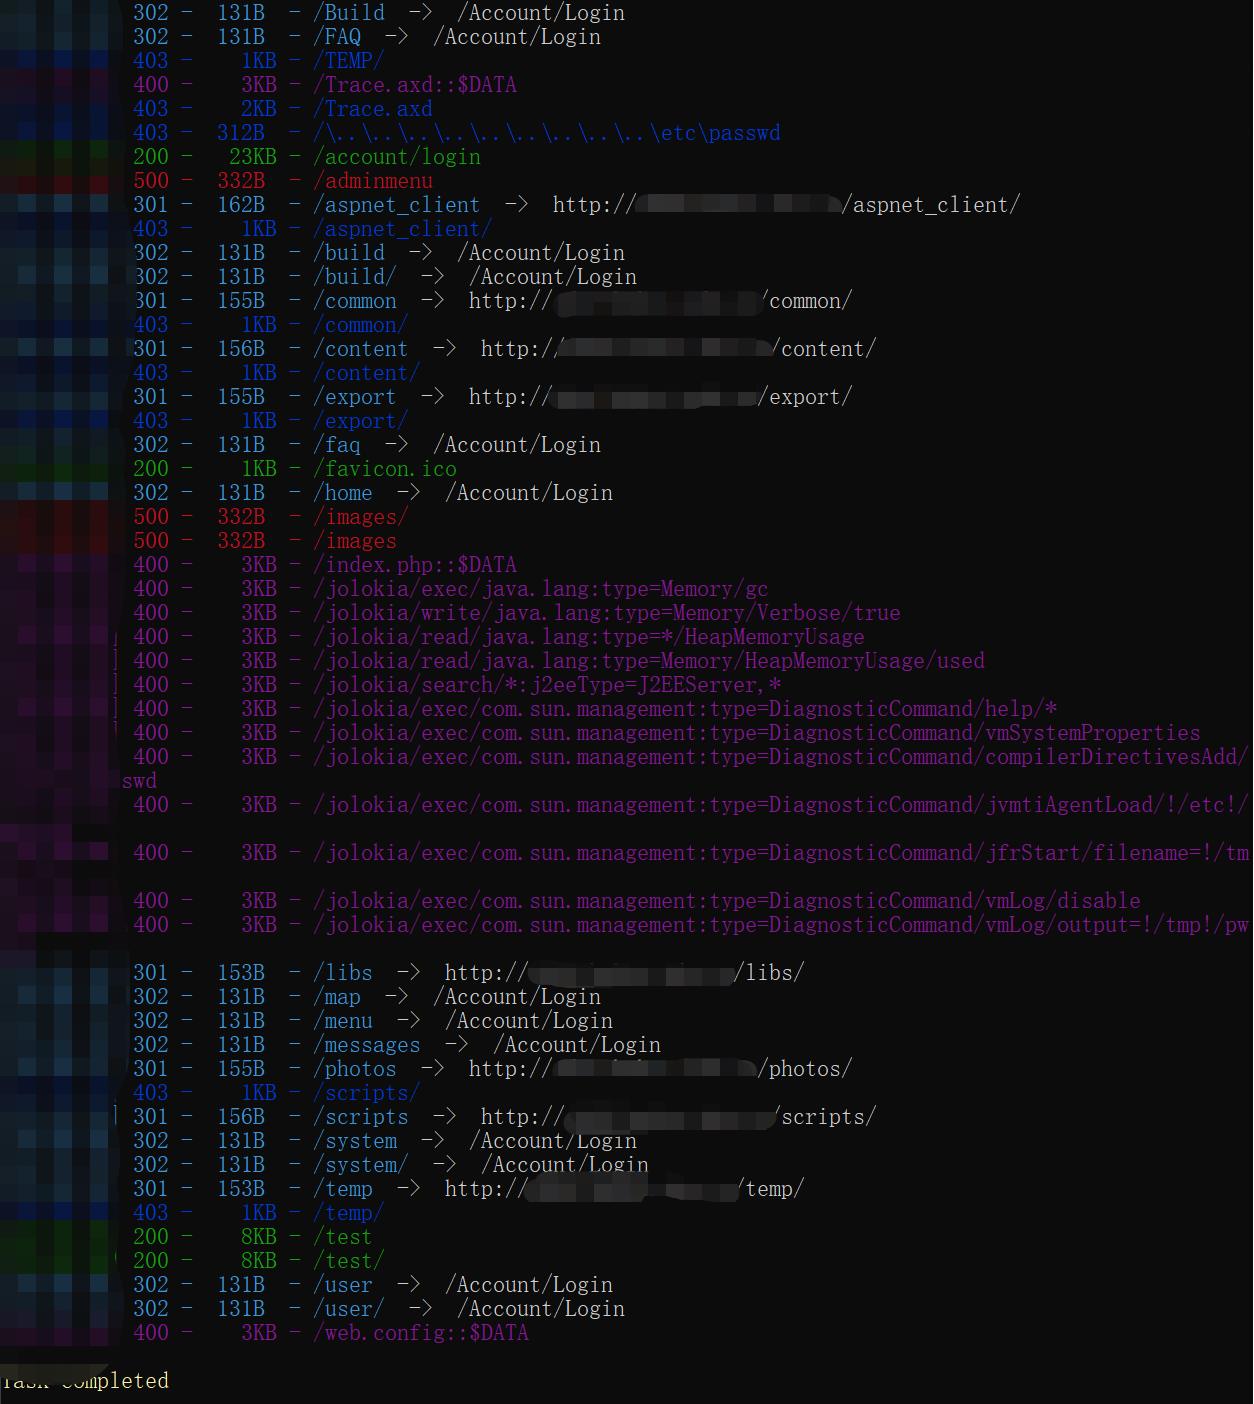 302 - 131B - /Build -> /Account/Login
302 - 131B - /FAQ -> /Account/Login
403 - 1KB - /TEMP/
400 - 3KB - /Trace.axd::$DATA
403 - 2KB - /Trace.axd
403 - 312B - /\..\..\..\..\..\..\..\..\..\etc\passwd
200 - 23KB - /account/login
500 - 332B - /adminmenu
301 - 162B - /aspnet_client -> http:///aspnet_client/
403 - 1KB - /aspnet_client/
302 - 131B - /build -> /Account/Login
302 - 131B - /build/ -> /Account/Login
301 - 155B - /common -> http:///common/
403 - 1KB - /common/
301 - 156B - /content -> http:///content/
403 - 1KB - /content/
301 - 155B - /export -> http:///export/
403 - 1KB - /export/
302 - 131B - /faq -> /Account/Login
200 - 1KB - /favicon.ico
302 - 131B - /home -> /Account/Login
500 - 332B - /images/
500 - 332B - /images
400 - 3KB - /index.php::$DATA
400 - 3KB - /jolokia/exec/java.lang:type=Memory/gc
400 - 3KB - /jolokia/write/java.lang:type=Memory/Verbose/true
400 - 3KB - /jolokia/read/java.lang:type=*/HeapMemoryUsage
400 - 3KB - /jolokia/read/java.lang:type=Memory/HeapMemoryUsage/used
400 - 3KB - /jolokia/search/*:j2eeType=J2EEServer,*
400 - 3KB - /jolokia/exec/com.sun.management:type=DiagnosticCommand/help/*
400 - 3KB - /jolokia/exec/com.sun.management:type=DiagnosticCommand/vmSystemProperties
400 - 3KB - /jolokia/exec/com.sun.management:type=DiagnosticCommand/compilerDirectivesAdd/
swd
400 - 3KB - /jolokia/exec/com.sun.management:type=DiagnosticCommand/jvmtiAgentLoad/!/etc!/
400 - 3KB - /jolokia/exec/com.sun.management:type=DiagnosticCommand/jfrStart/filename=!/tm
400 - 3KB - /jolokia/exec/com.sun.management:type=DiagnosticCommand/vmLog/disable
400 - 3KB - /jolokia/exec/com.sun.management:type=DiagnosticCommand/vmLog/output=!/tmp!/pw
301 - 153B - /libs -> http:///libs/
302 - 131B - /map -> /Account/Login
302 - 131B - /menu -> /Account/Login
302 - 131B - /messages -> /Account/Login
301 - 155B - /photos -> http:///photos/
403 - 1KB - /scripts/
301 - 156B - /scripts -> http:///scripts/
302 - 131B - /system -> /Account/Login
302 - 131B - /system/ -> /Account/Login
301 - 153B - /temp -> http:///temp/
403 - 1KB - /temp/
200 - 8KB - /test
200 - 8KB - /test/
302 - 131B - /user -> /Account/Login
302 - 131B - /user/ -> /Account/Login
400 - 3KB - /web.config::$DATA
Task Completed